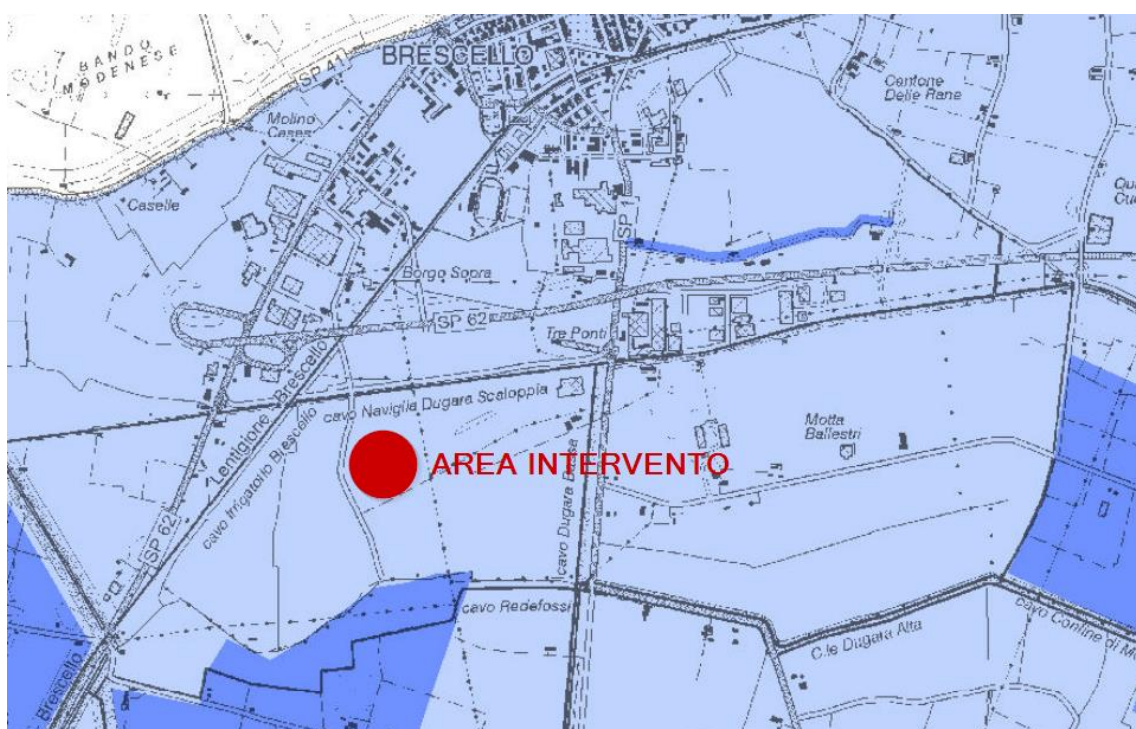 BANDO
MODENESE
SP 41
BRESCELLO
Molino
Cases
Caselle
SP 1
Borgo Sopra
SP 62
Tre Ponti
cavo Naviglia Dugara Scaloppia
Lentigione Brescello
cavo Irrigatorio Brescello
SP 62
AREA INTERVENTO
cavo Dugara Bassa
Motta
Ballestri
cavo Redefossi
C.le Dugara Alta
cavo Confine di M
Brescello
Delle Rane